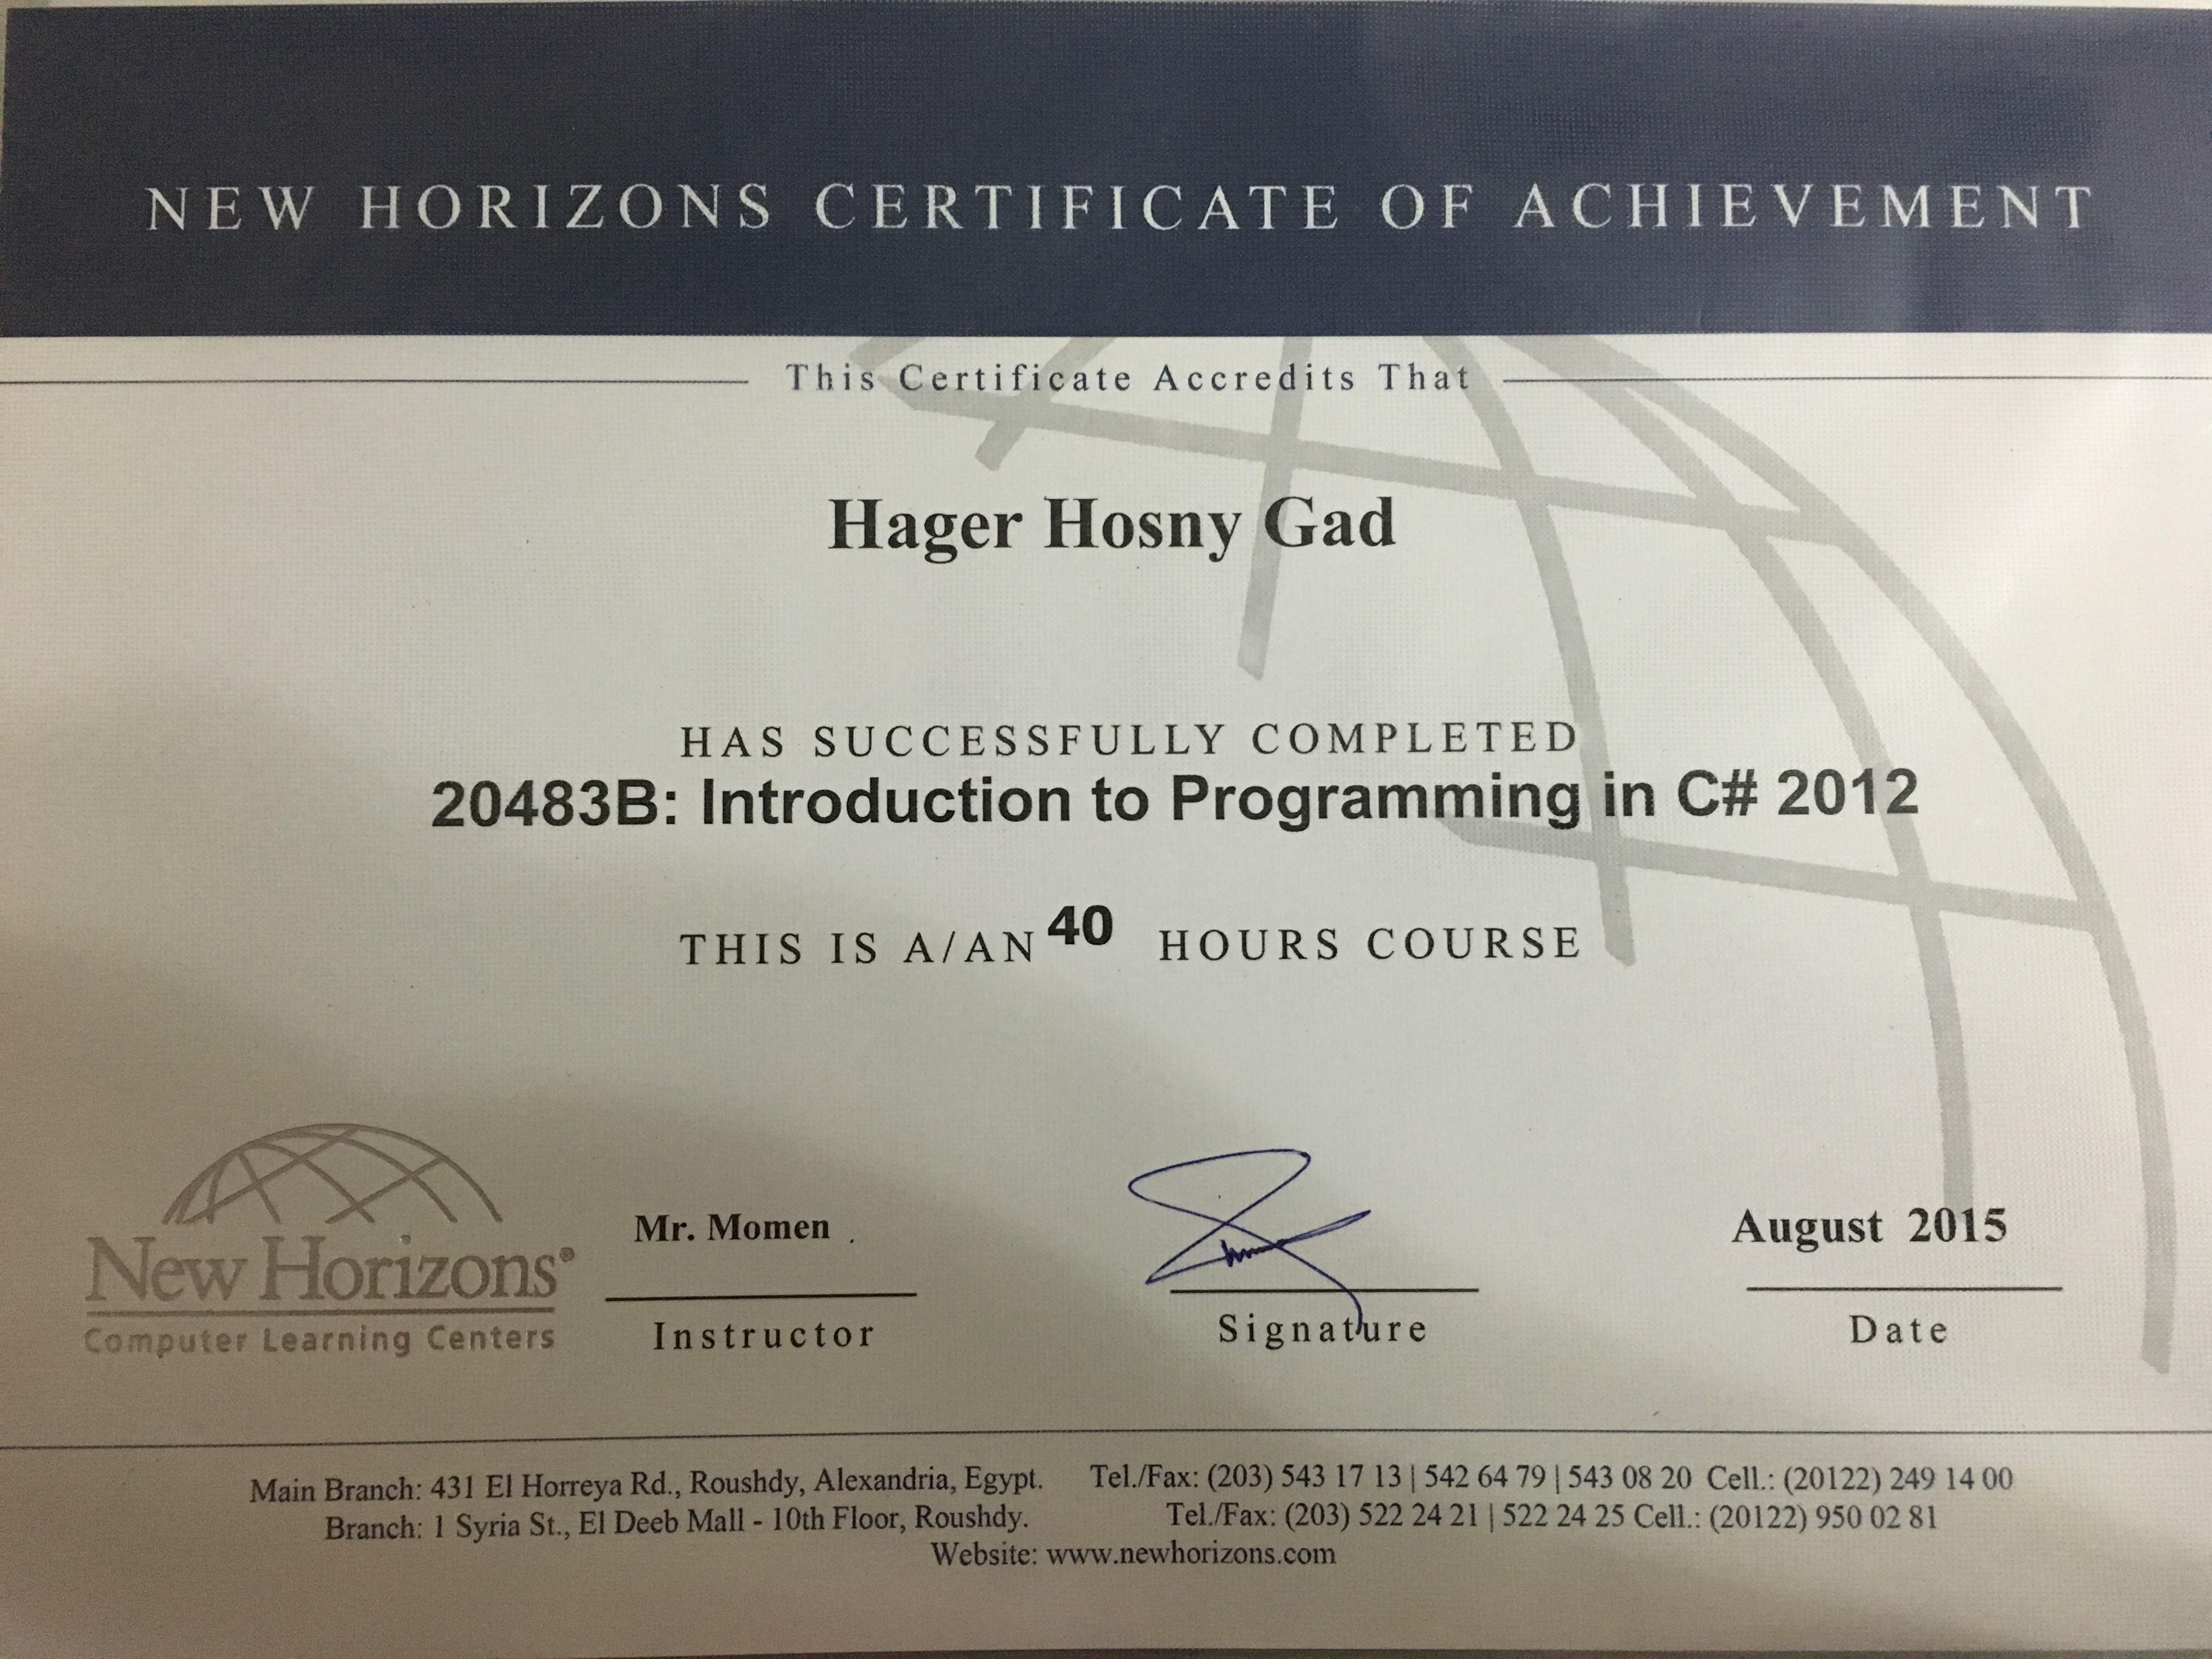 NEW HORIZONS CERTIFICATE OF ACHIEVEMENT
This Certificate Accredits That
Hager Hosny Gad
HAS SUCCESSFULLY COMPLETED
20483B: Introduction to Programming in C# 2012
THIS IS A/AN 40 HOURS COURSE
New Horizons®
Computer Learning Centers
Mr. Momen .
Instructor
Signature
August 2015
Date
Main Branch: 431 El Horreya Rd., Roushdy, Alexandria, Egypt. Tel./Fax: (203) 543 17 13 | 542 64 79 | 543 08 20 Cell.: (20122) 249 14 00
Branch: 1 Syria St., El Deeb Mall - 10th Floor, Roushdy. Tel./Fax: (203) 522 24 21 | 522 24 25 Cell.: (20122) 950 02 81
Website: www.newhorizons.com